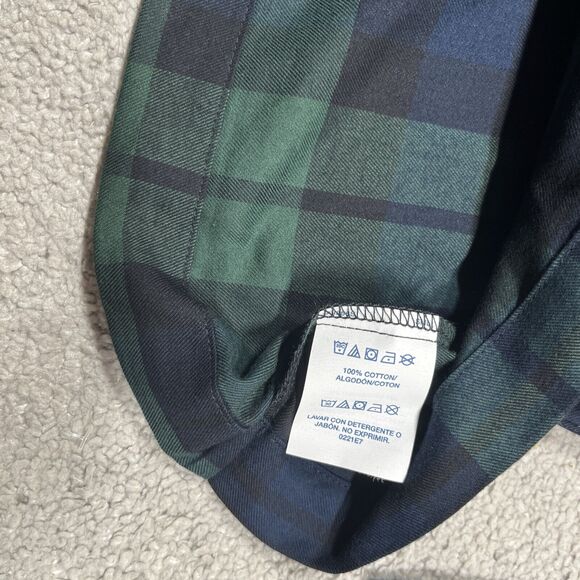 100% COTTON/
ALGODÓN/COTON
LAVAR CON DETERGENTE O
JABÓN. NO EXPRIMIR.
0221E7